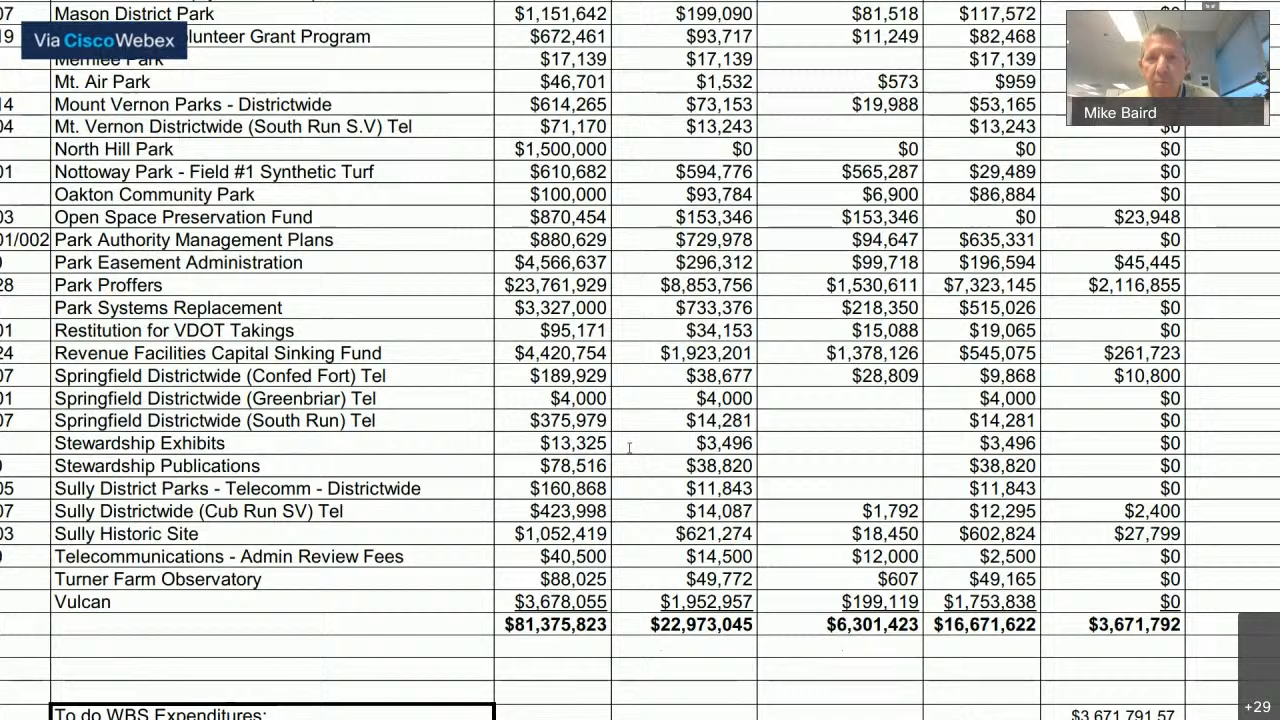 07 Mason District Park $1,151,642 $199,090 $81,518 $117,572 $0
19 Volunteer Grant Program $672,461 $93,717 $11,249 $82,468
Via Cisco Webex
Merrilee Park $17,139 $17,139 $17,139
Mt. Air Park $46,701 $1,532 $573 $959
Mike Baird
14 Mount Vernon Parks - Districtwide $614,265 $73,153 $19,988 $53,165
04 Mt. Vernon Districtwide (South Run S.V) Tel $71,170 $13,243 $13,243 $0
North Hill Park $1,500,000 $0 $0 $0 $0
01 Nottoway Park - Field #1 Synthetic Turf $610,682 $594,776 $565,287 $29,489 $0
Oakton Community Park $100,000 $93,784 $6,900 $86,884 $0
03 Open Space Preservation Fund $870,454 $153,346 $153,346 $0 $23,948
01/002 Park Authority Management Plans $880,629 $729,978 $94,647 $635,331 $0
Park Easement Administration $4,566,637 $296,312 $99,718 $196,594 $45,445
28 Park Proffers $23,761,929 $8,853,756 $1,530,611 $7,323,145 $2,116,855
Park Systems Replacement $3,327,000 $733,376 $218,350 $515,026 $0
01 Restitution for VDOT Takings $95,171 $34,153 $15,088 $19,065 $0
24 Revenue Facilities Capital Sinking Fund $4,420,754 $1,923,201 $1,378,126 $545,075 $261,723
07 Springfield Districtwide (Confed Fort) Tel $189,929 $38,677 $28,809 $9,868 $10,800
01 Springfield Districtwide (Greenbriar) Tel $4,000 $4,000 $4,000 $0
07 Springfield Districtwide (South Run) Tel $375,979 $14,281 $14,281 $0
Stewardship Exhibits $13,325 $3,496 $3,496 $0
Stewardship Publications $78,516 $38,820 $38,820 $0
05 Sully District Parks - Telecomm - Districtwide $160,868 $11,843 $11,843 $0
07 Sully Districtwide (Cub Run SV) Tel $423,998 $14,087 $1,792 $12,295 $2,400
03 Sully Historic Site $1,052,419 $621,274 $18,450 $602,824 $27,799
Telecommunications - Admin Review Fees $40,500 $14,500 $12,000 $2,500 $0
Turner Farm Observatory $88,025 $49,772 $607 $49,165 $0
Vulcan $3,678,055 $1,952,957 $199,119 $1,753,838 $0
$81,375,823 $22,973,045 $6,301,423 $16,671,622 $3,671,792
To do WBS Expenditures: $3,671,791.57
+29